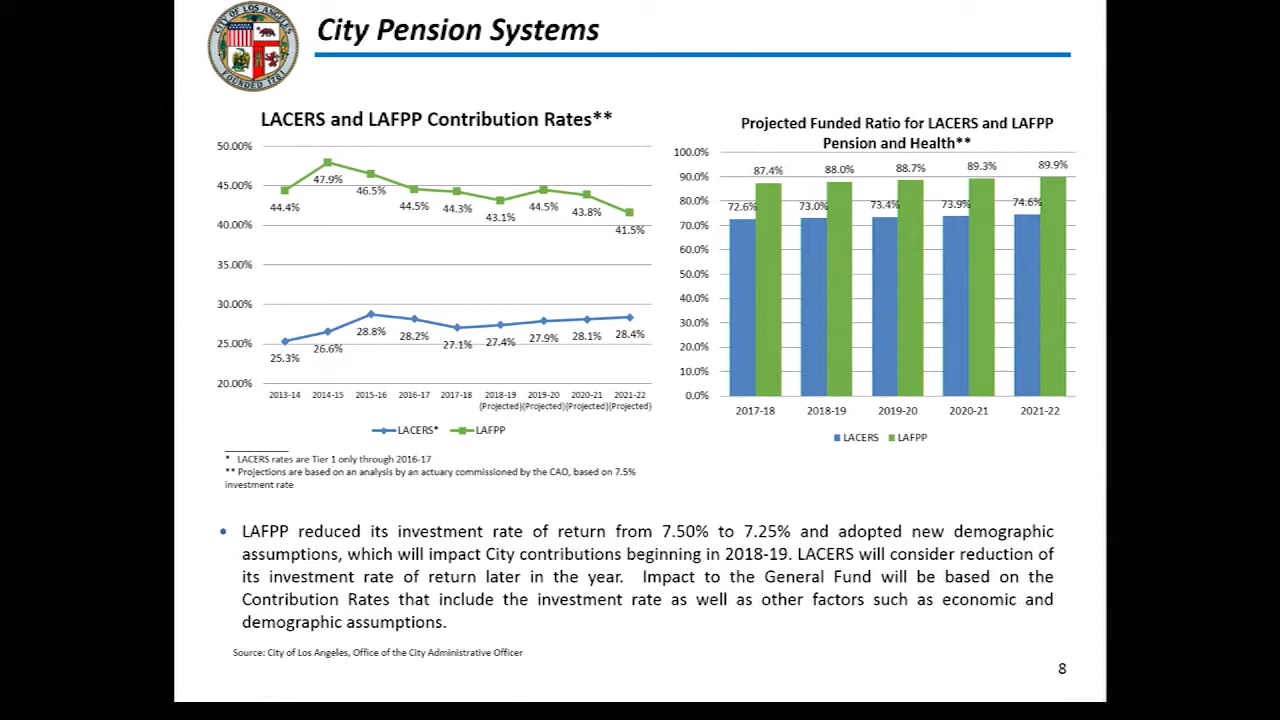 CITY OF LOS ANGELES
FOUNDED 1781
City Pension Systems
LACERS and LAFPP Contribution Rates**
50.00%
45.00%
40.00%
35.00%
30.00%
25.00%
20.00%
44.4%
47.9%
46.5%
44.5%
44.3%
43.1%
44.5%
43.8%
41.5%
25.3%
26.6%
28.8%
28.2%
27.1%
27.4%
27.9%
28.1%
28.4%
2013-14 2014-15 2015-16 2016-17 2017-18 2018-19 2019-20 2020-21 2021-22
(Projected)(Projected)(Projected)(Projected)
LACERS* LAFPP
* LACERS rates are Tier 1 only through 2016-17
** Projections are based on an analysis by an actuary commissioned by the CAO, based on 7.5%
investment rate
Projected Funded Ratio for LACERS and LAFPP
Pension and Health**
100.0%
90.0%
80.0%
70.0%
60.0%
50.0%
40.0%
30.0%
20.0%
10.0%
0.0%
87.4%
88.0%
88.7%
89.3%
89.9%
72.6%
73.0%
73.4%
73.9%
74.6%
2017-18 2018-19 2019-20 2020-21 2021-22
LACERS LAFPP
• LAFPP reduced its investment rate of return from 7.50% to 7.25% and adopted new demographic
assumptions, which will impact City contributions beginning in 2018-19. LACERS will consider reduction of
its investment rate of return later in the year. Impact to the General Fund will be based on the
Contribution Rates that include the investment rate as well as other factors such as economic and
demographic assumptions.
Source: City of Los Angeles, Office of the City Administrative Officer
8